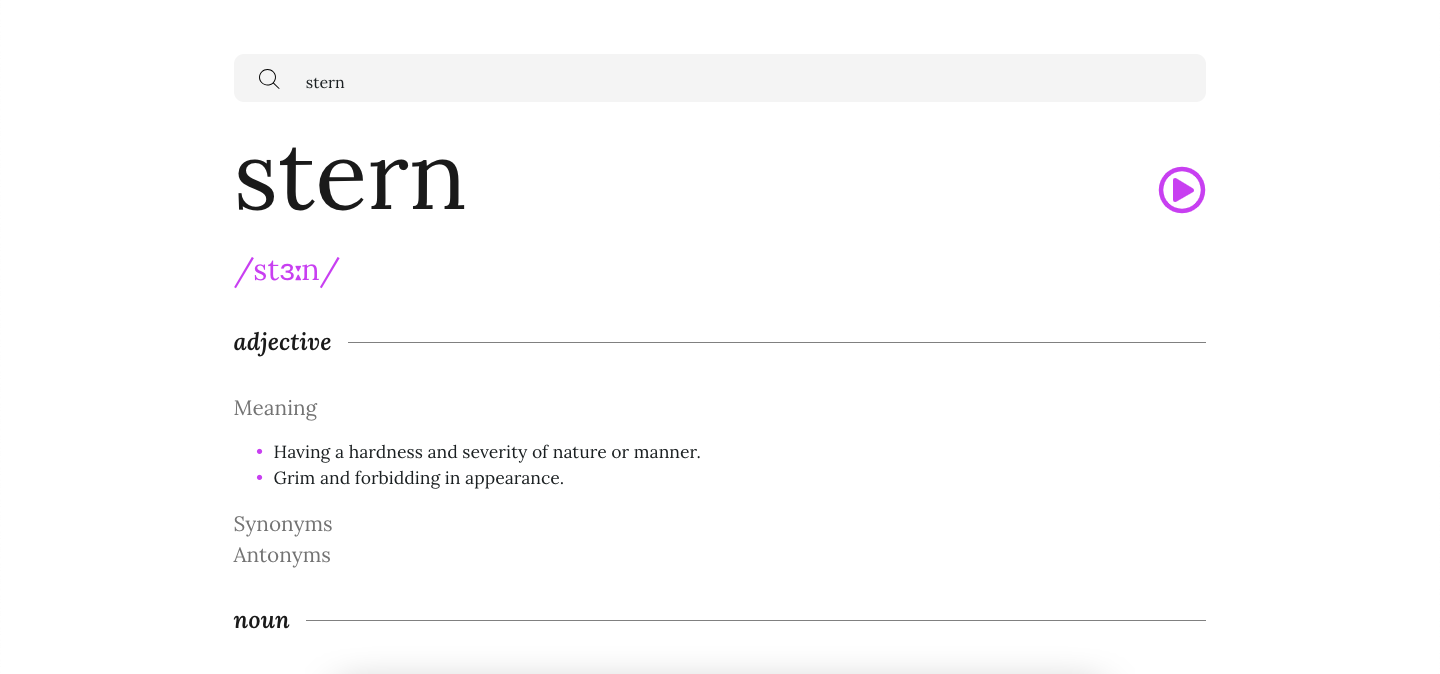 stern
stern
/stɜːn/
adjective
Meaning
Having a hardness and severity of nature or manner.
Grim and forbidding in appearance.
Synonyms
Antonyms
noun